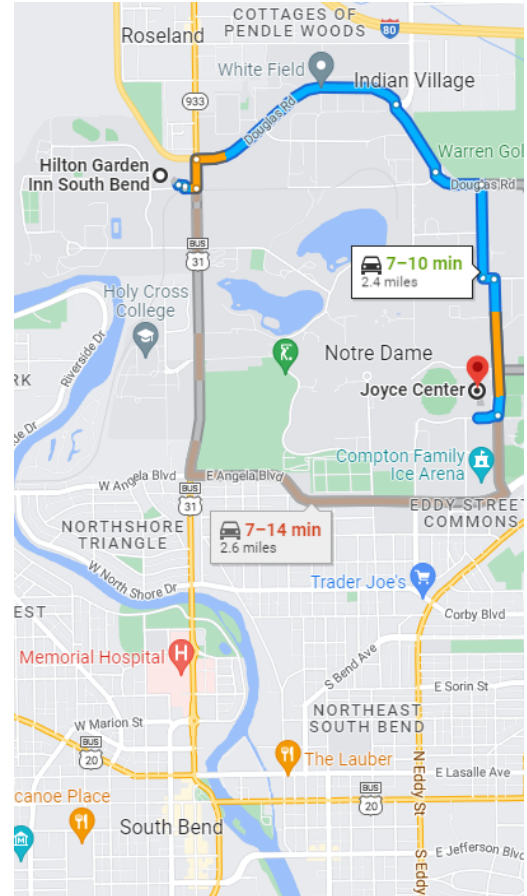 COTTAGES OF
PENDLE WOODS
80
Roseland
White Field
Indian Village
933
Douglas Rd
Warren Gol
Hilton Garden
Inn South Bend
Douglas Rd
BUS
31
7–10 min
2.4 miles
Holy Cross
College
Riverside Dr
Notre Dame
RK
Joyce Center
de Dr
Compton Family
Ice Arena
W Angela Blvd
E Angela Blvd
BUS
31
EDDY STREET
COMMONS
7–14 min
2.6 miles
NORTHSHORE
TRIANGLE
W North Shore Dr
Trader Joe's
EST
Corby Blvd
Memorial Hospital
H
S Bend Ave
E Sorin St
NORTHEAST
SOUTH BEND
W Marion St
BUS
20
The Lauber
N Eddy St
E Lasalle Ave
canoe Place
BUS
20
South Bend
S Eddy
E Jefferson Blvd